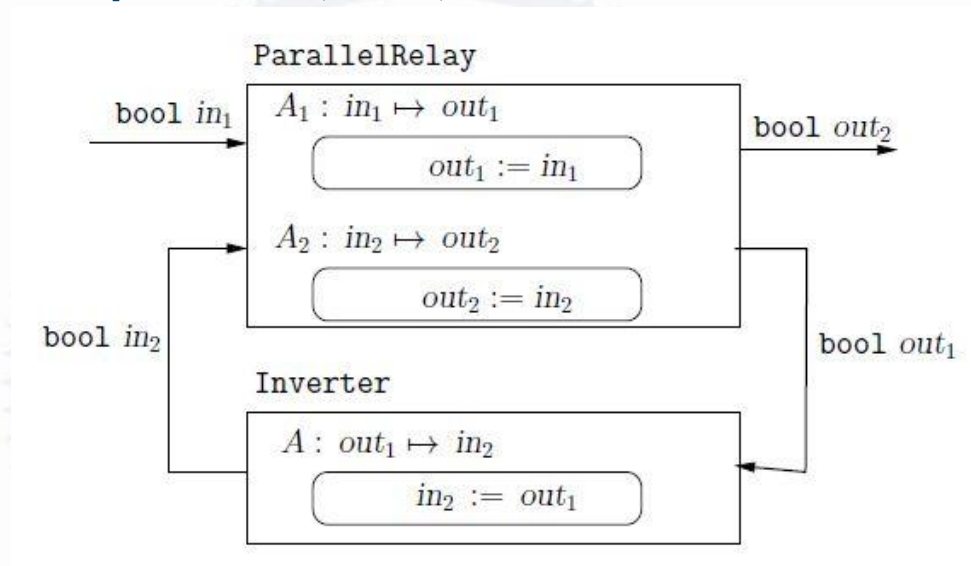 ParallelRelay
bool in₁
A₁ : in₁ ↦ out₁
out₁ := in₁
bool out₂
A₂ : in₂ ↦ out₂
out₂ := in₂
bool in₂
bool out₁
Inverter
A : out₁ ↦ in₂
in₂ := out₁